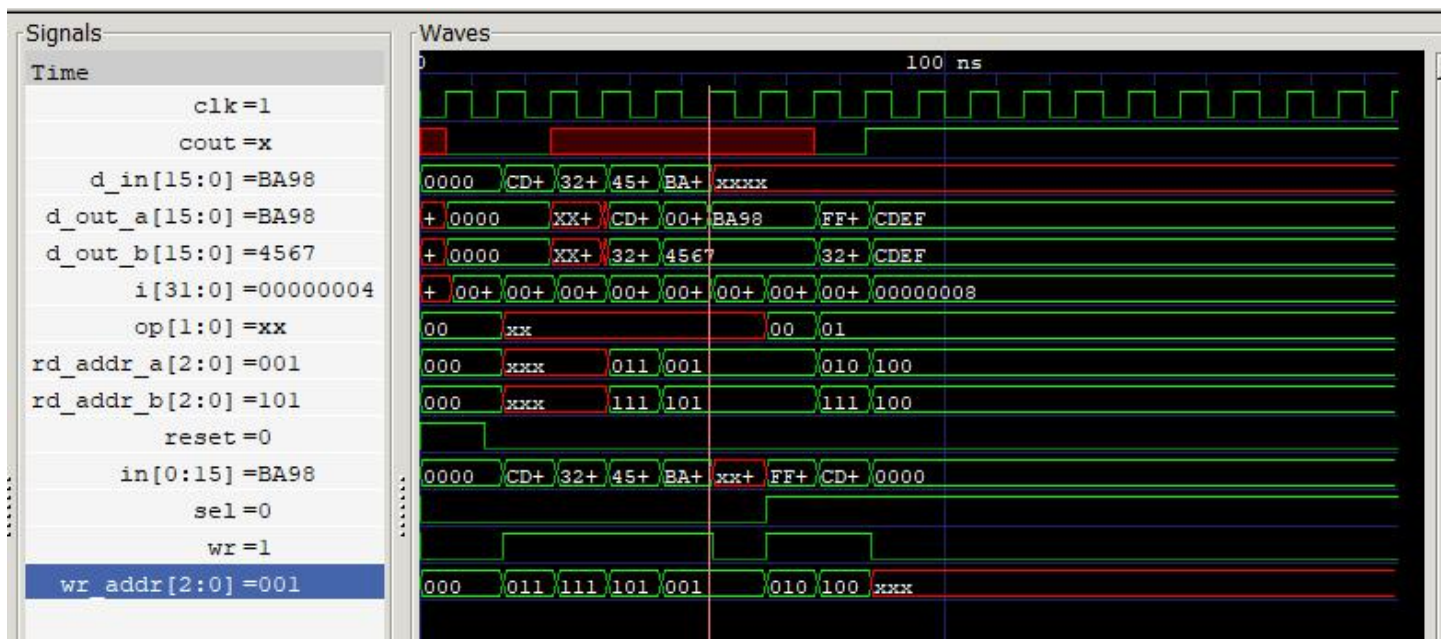 Signals
Waves
Time
0
100 ns
clk=1
cout=x
d_in[15:0]=BA98
0000 CD+ 32+ 45+ BA+ xxxx
d_out_a[15:0]=BA98
+ 0000 XX+ CD+ 00+ BA98 FF+ CDEF
d_out_b[15:0]=4567
+ 0000 XX+ 32+ 4567 32+ CDEF
i[31:0]=00000004
+ 00+ 00+ 00+ 00+ 00+ 00+ 00+ 00+ 00000008
op[1:0]=xx
00 xx 00 01
rd_addr_a[2:0]=001
000 xxx 011 001 010 100
rd_addr_b[2:0]=101
000 xxx 111 101 111 100
reset=0
in[0:15]=BA98
0000 CD+ 32+ 45+ BA+ xx+ FF+ CD+ 0000
sel=0
wr=1
wr_addr[2:0]=001
000 011 111 101 001 010 100 xxx